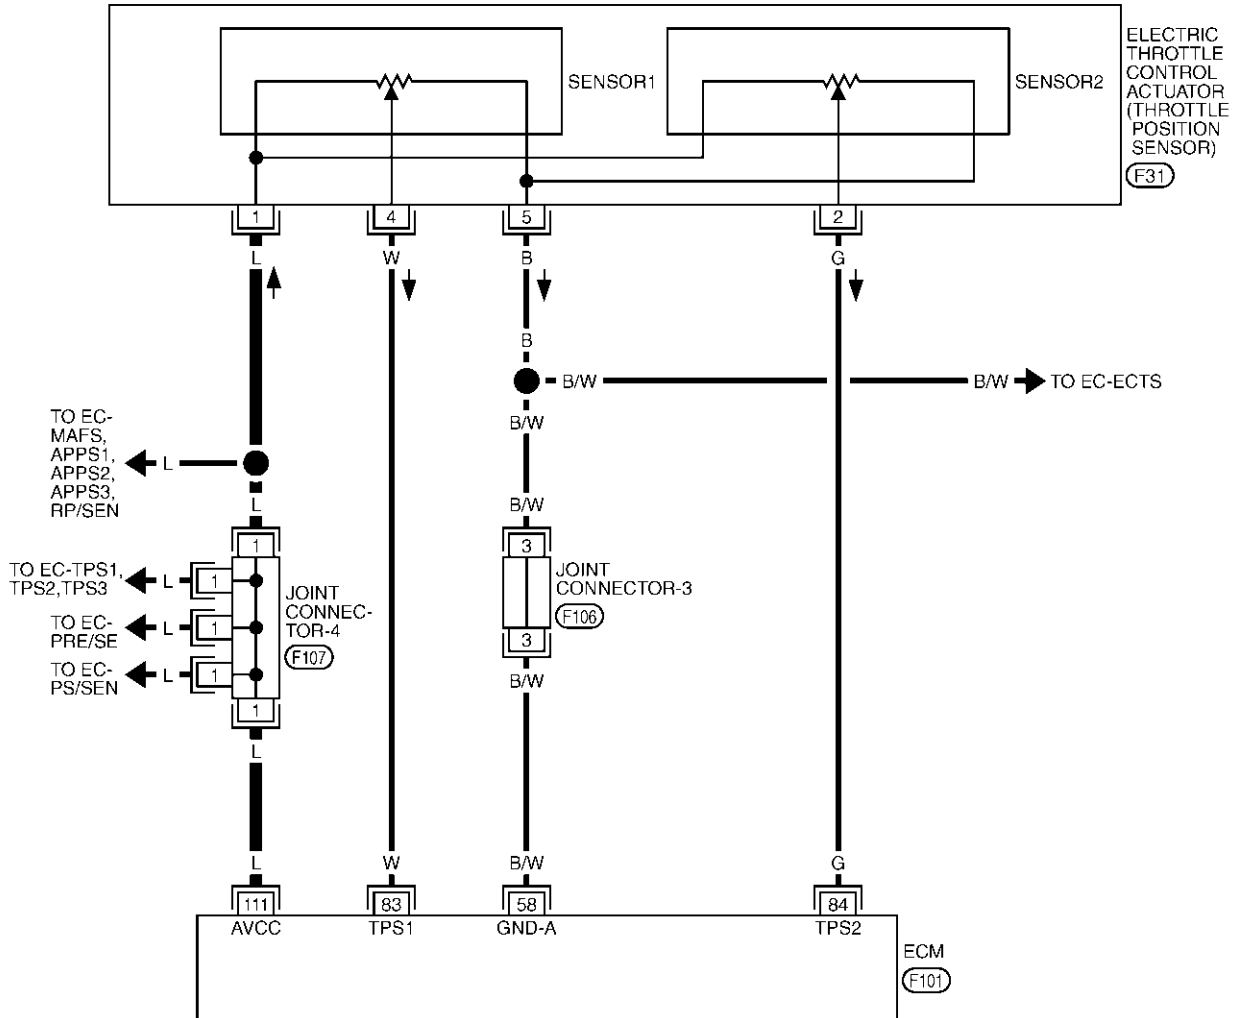 ELECTRIC
THROTTLE
CONTROL
ACTUATOR
(THROTTLE
POSITION
SENSOR)
F31
SENSOR1
SENSOR2
1
4
5
2
L
W
B
G
B
B/W
B/W
TO EC-ECTS
B/W
TO EC-
MAFS,
APPS1,
APPS2,
APPS3,
RP/SEN
L
L
B/W
1
3
TO EC-TPS1,
TPS2,TPS3
L
1
JOINT
CONNECTOR-3
F106
JOINT
CONNEC-
TOR-4
F107
TO EC-
PRE/SE
L
1
3
TO EC-
PS/SEN
L
1
B/W
1
L
L
W
B/W
G
111
83
58
84
AVCC
TPS1
GND-A
TPS2
ECM
F101